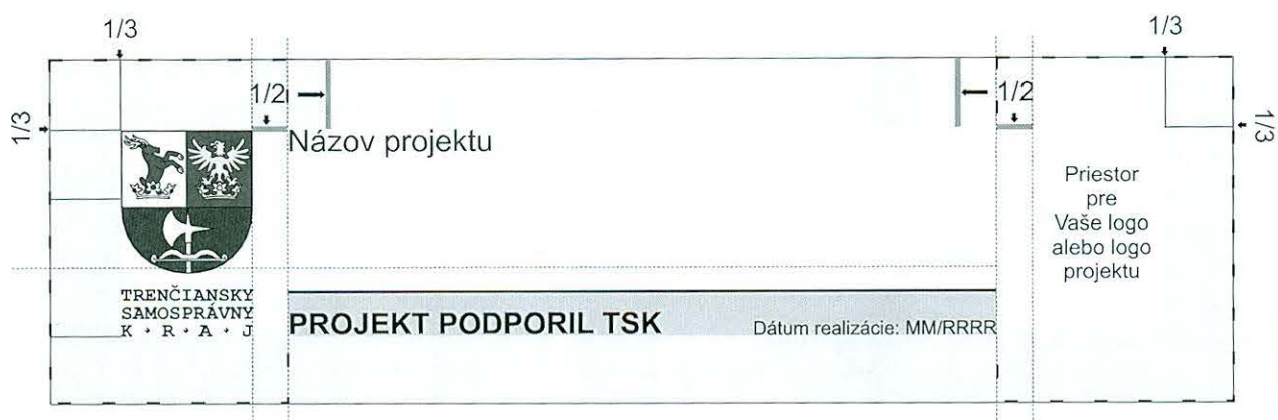 1/3
1/3
1/3
1/2
1/2
1/3
Názov projektu
Priestor
pre
Vaše logo
alebo logo
projektu
TRENČIANSKY
SAMOSPRÁVNY
K · R · A · J
PROJEKT PODPORIL TSK
Dátum realizácie: MM/RRRR